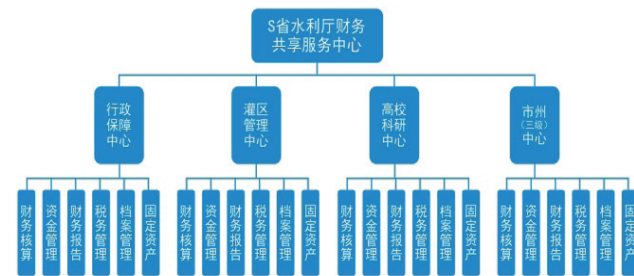 S省水利厅财务
共享服务中心
行政
保障
中心
灌区
管理
中心
高校
科研
中心
市州
（三级）
中心
财务核算
资金管理
财务报告
税务管理
档案管理
固定资产
财务核算
资金管理
财务报告
税务管理
档案管理
固定资产
财务核算
资金管理
财务报告
税务管理
档案管理
固定资产
财务核算
资金管理
财务报告
税务管理
档案管理
固定资产